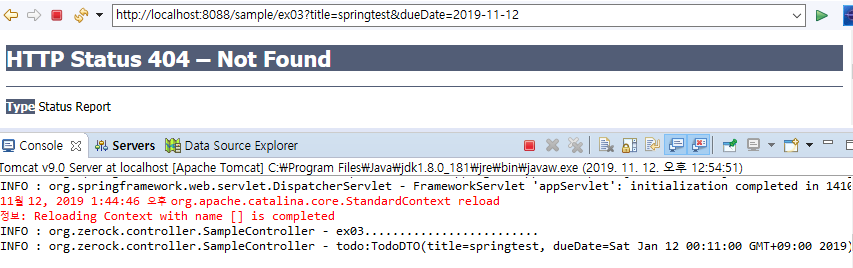 http://localhost:8088/sample/ex03?title=springtest&dueDate=2019-11-12
HTTP Status 404 – Not Found
Type Status Report
Console Servers Data Source Explorer
Tomcat v9.0 Server at localhost [Apache Tomcat] C:₩Program Files₩Java₩jdk1.8.0_181₩jre₩bin₩javaw.exe (2019. 11. 12. 오후 12:54:51)
INFO : org.springframework.web.servlet.DispatcherServlet - FrameworkServlet 'appServlet': initialization completed in 1410
11월 12, 2019 1:44:46 오후 org.apache.catalina.core.StandardContext reload
정보: Reloading Context with name [] is completed
INFO : org.zerock.controller.SampleController - ex03.........................
INFO : org.zerock.controller.SampleController - todo:TodoDTO(title=springtest, dueDate=Sat Jan 12 00:11:00 GMT+09:00 2019)